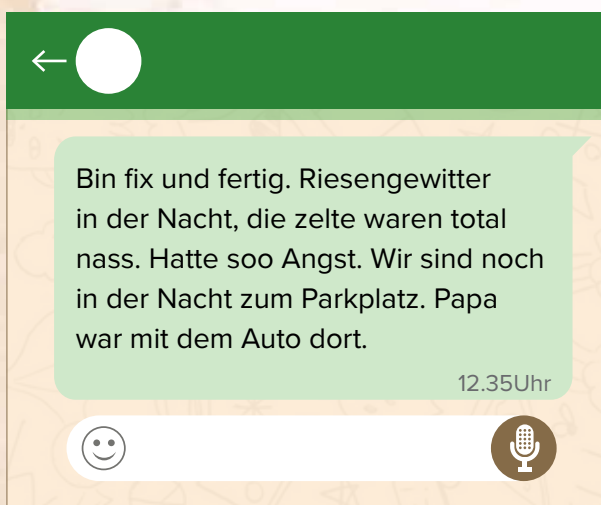 Bin fix und fertig. Riesengewitter
in der Nacht, die zelte waren total
nass. Hatte soo Angst. Wir sind noch
in der Nacht zum Parkplatz. Papa
war mit dem Auto dort.
12.35Uhr